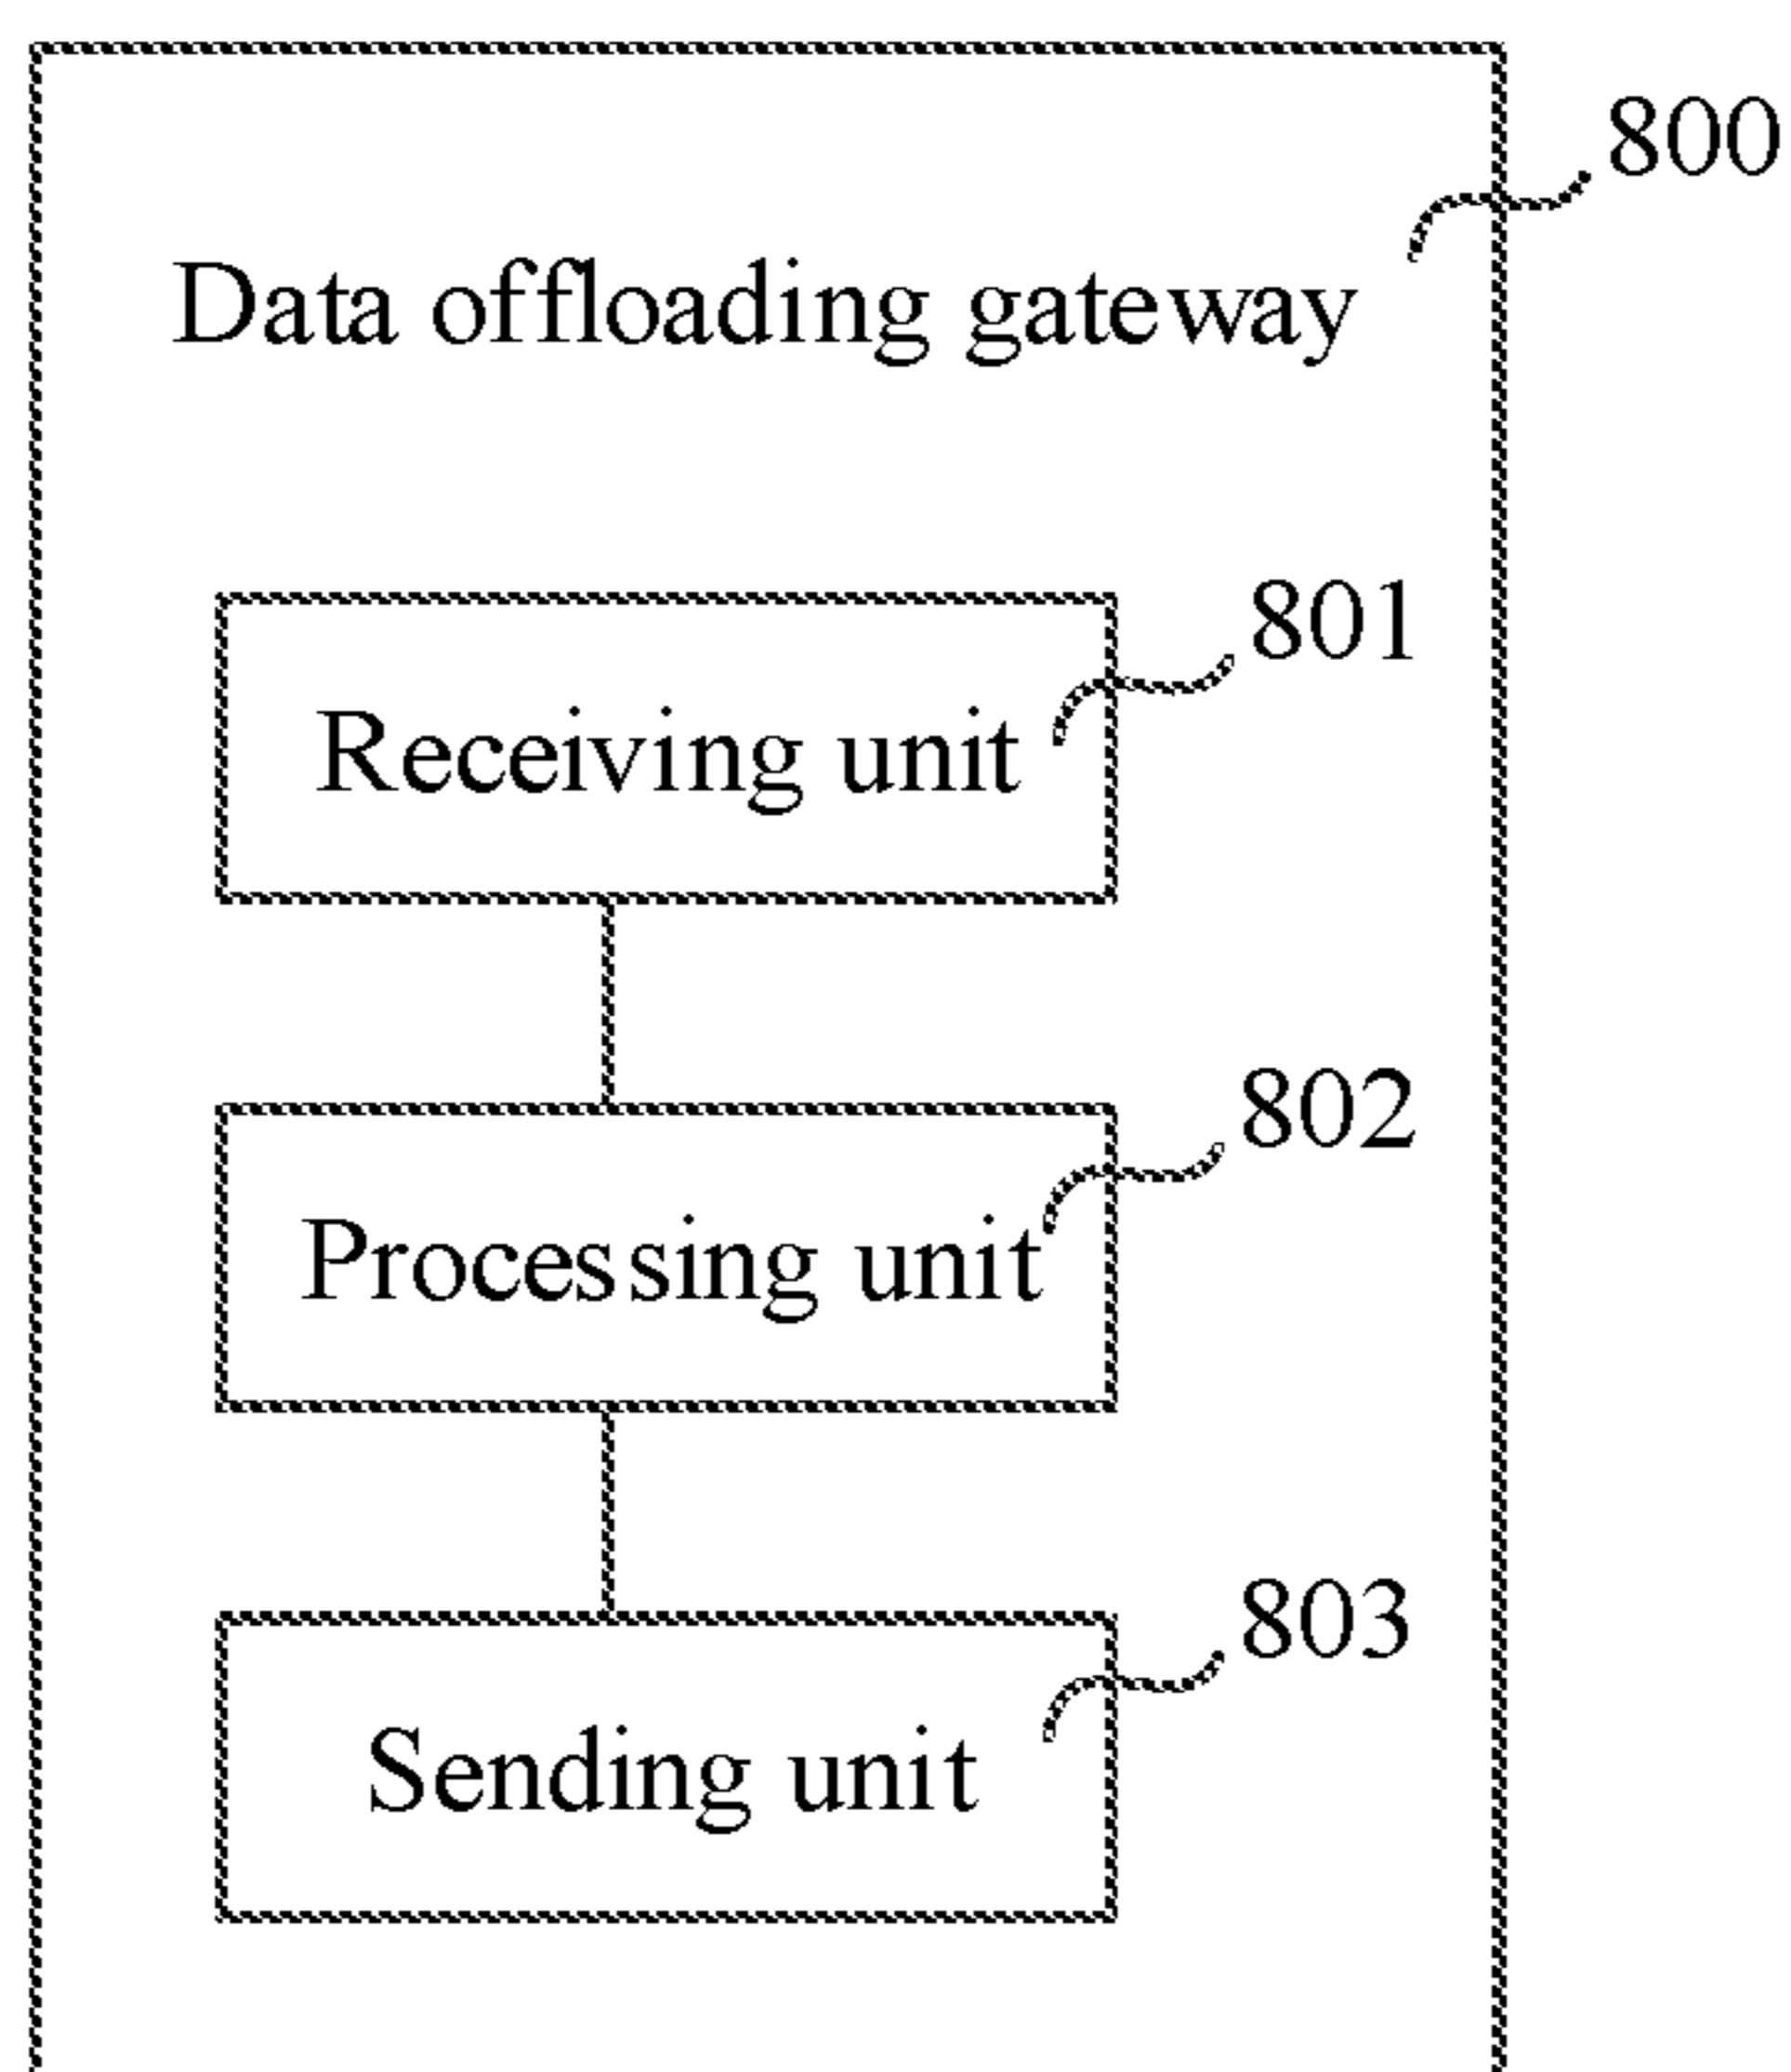 800
Data offloading gateway
801
Receiving unit
802
Processing unit
803
Sending unit